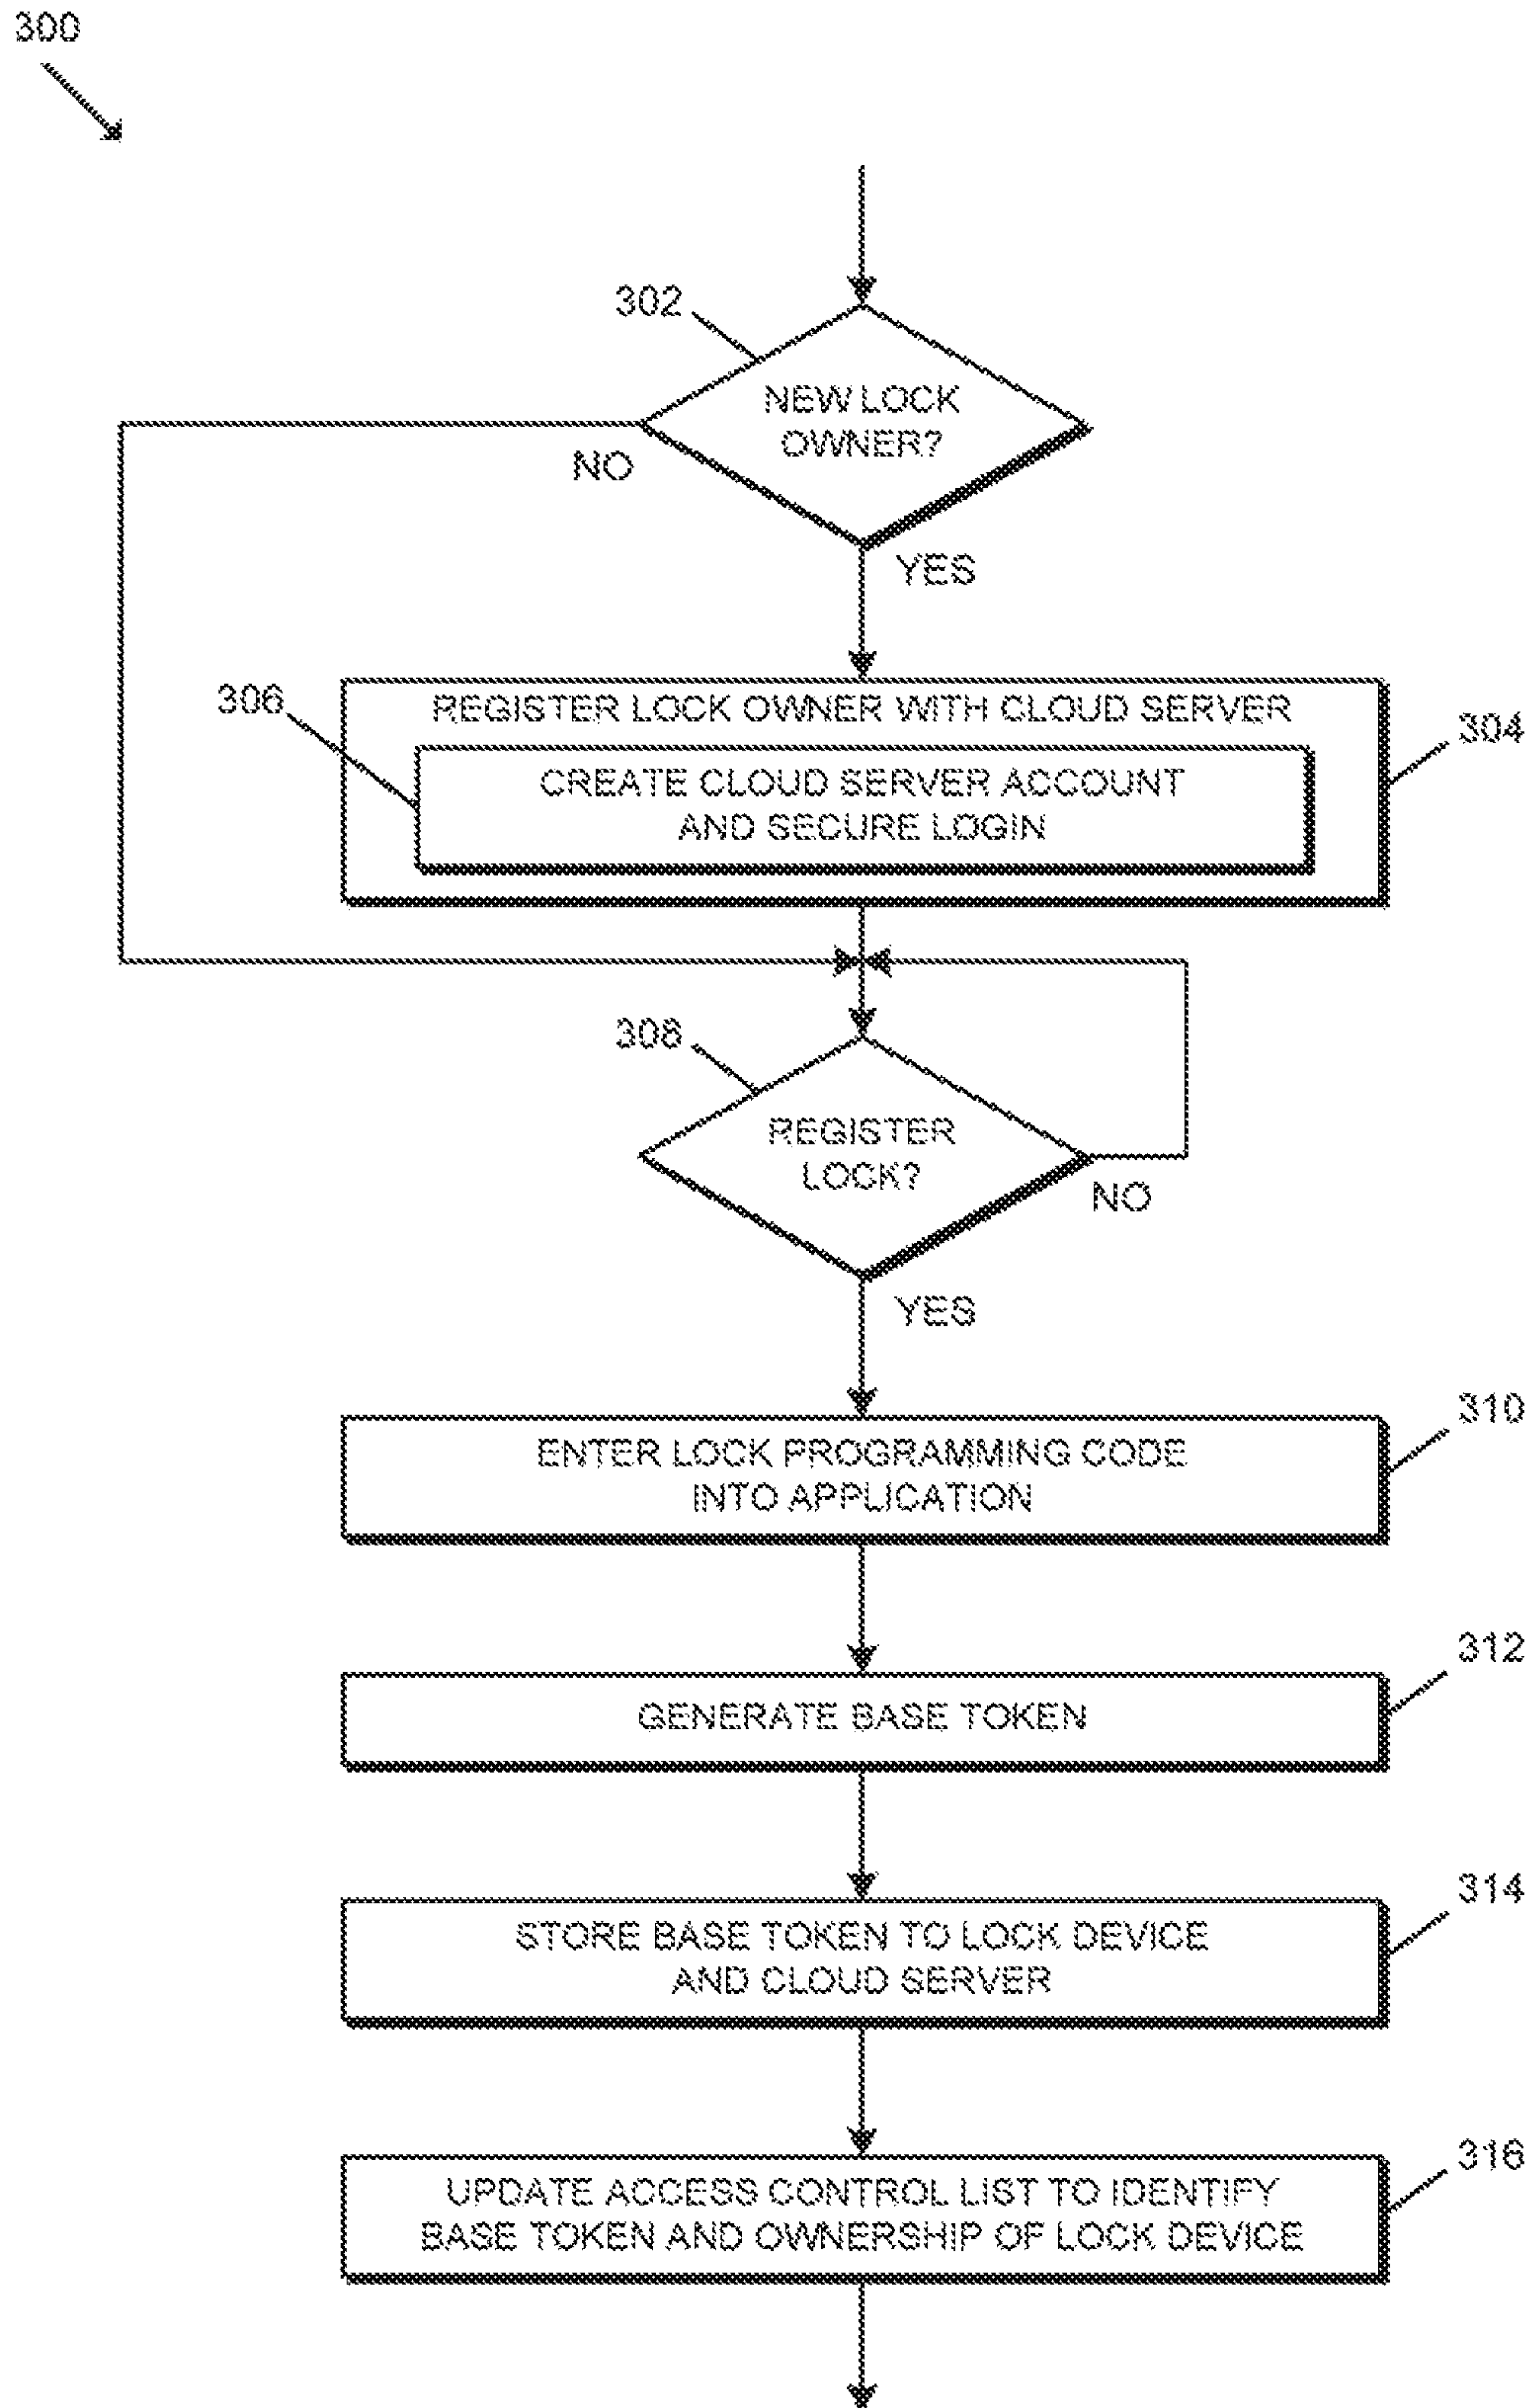 300
302
NEW LOCK
OWNER?
NO
YES
306
REGISTER LOCK OWNER WITH CLOUD SERVER
304
CREATE CLOUD SERVER ACCOUNT
AND SECURE LOGIN
308
REGISTER
LOCK?
NO
YES
310
ENTER LOCK PROGRAMMING CODE
INTO APPLICATION
312
GENERATE BASE TOKEN
314
STORE BASE TOKEN TO LOCK DEVICE
AND CLOUD SERVER
316
UPDATE ACCESS CONTROL LIST TO IDENTIFY
BASE TOKEN AND OWNERSHIP OF LOCK DEVICE